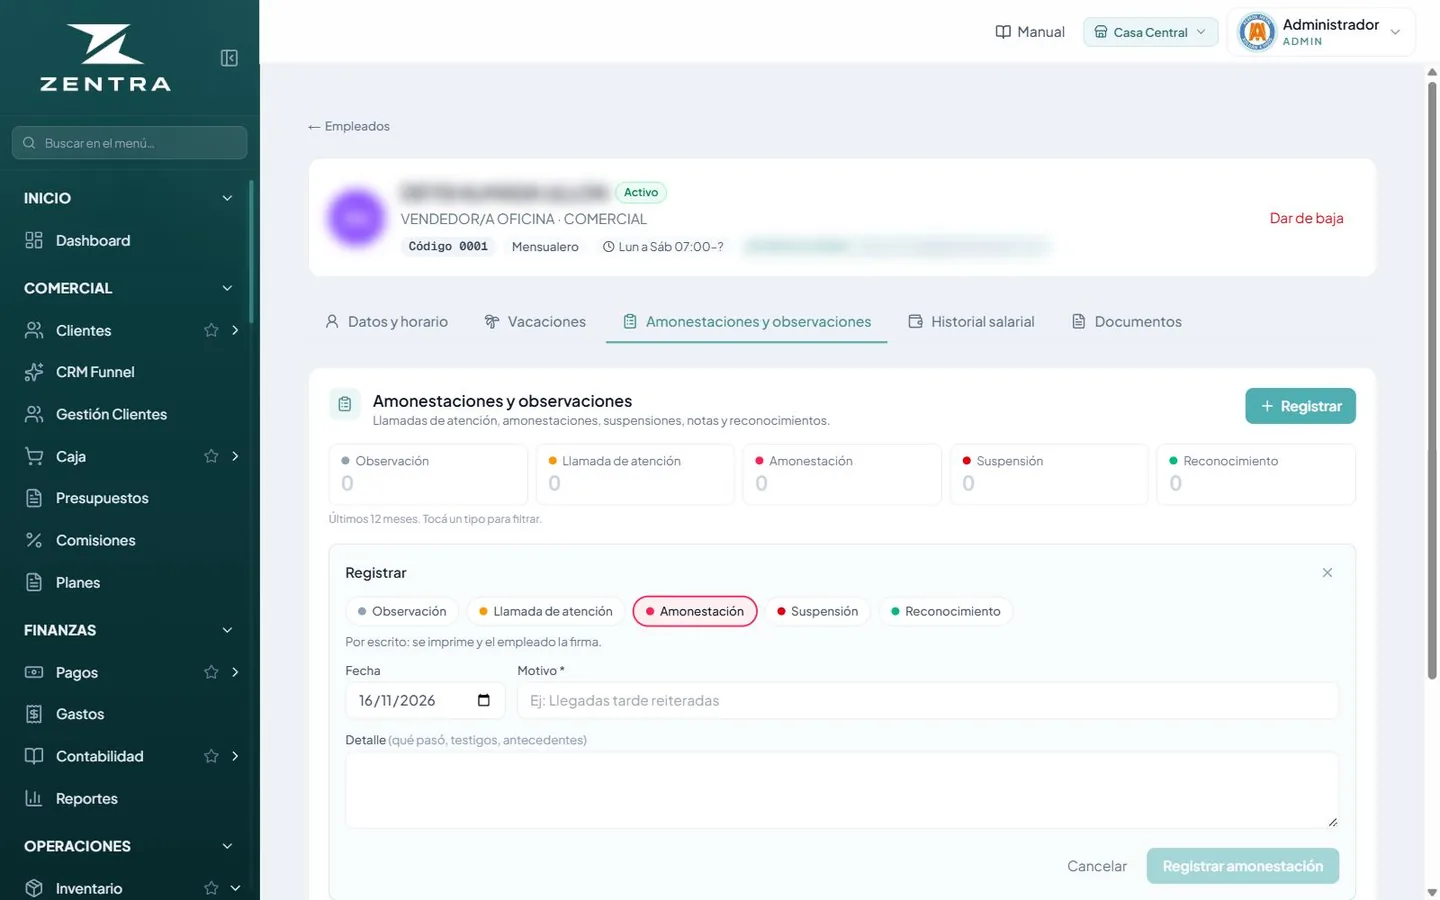 ZENTRA
Buscar en el menú...
INICIO
Dashboard
COMERCIAL
Clientes
CRM Funnel
Gestión Clientes
Caja
Presupuestos
Comisiones
Planes
FINANZAS
Pagos
Gastos
Contabilidad
Reportes
OPERACIONES
Inventario
Manual
Casa Central
Administrador
ADMIN
← Empleados
Activo
VENDEDOR/A OFICINA · COMERCIAL
Código 0001 Mensualero Lun a Sáb 07:00–?
Dar de baja
Datos y horario Vacaciones Amonestaciones y observaciones Historial salarial Documentos
Amonestaciones y observaciones
Llamadas de atención, amonestaciones, suspensiones, notas y reconocimientos.
+ Registrar
Observación Llamada de atención Amonestación Suspensión Reconocimiento
0 0 0 0 0
Últimos 12 meses. Tocá un tipo para filtrar.
Registrar
Observación Llamada de atención Amonestación Suspensión Reconocimiento
Por escrito: se imprime y el empleado la firma.
Fecha Motivo *
16/11/2026 Ej: Llegadas tarde reiteradas
Detalle (qué pasó, testigos, antecedentes)
Cancelar Registrar amonestación